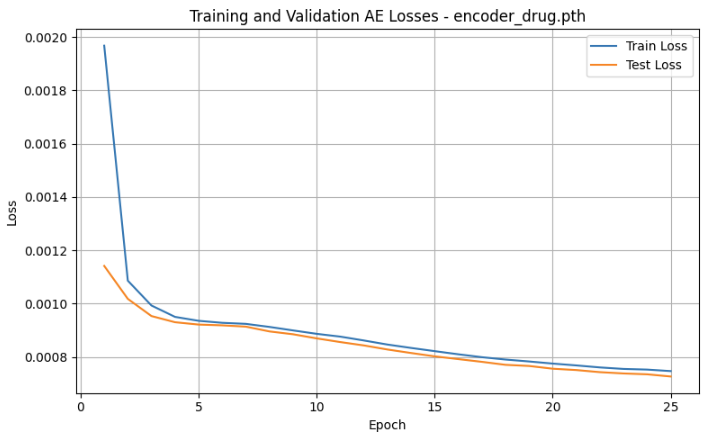 Training and Validation AE Losses - encoder_drug.pth
Train Loss
Test Loss
0.0020
0.0018
0.0016
0.0014
0.0012
0.0010
0.0008
Loss
0
5
10
15
20
25
Epoch